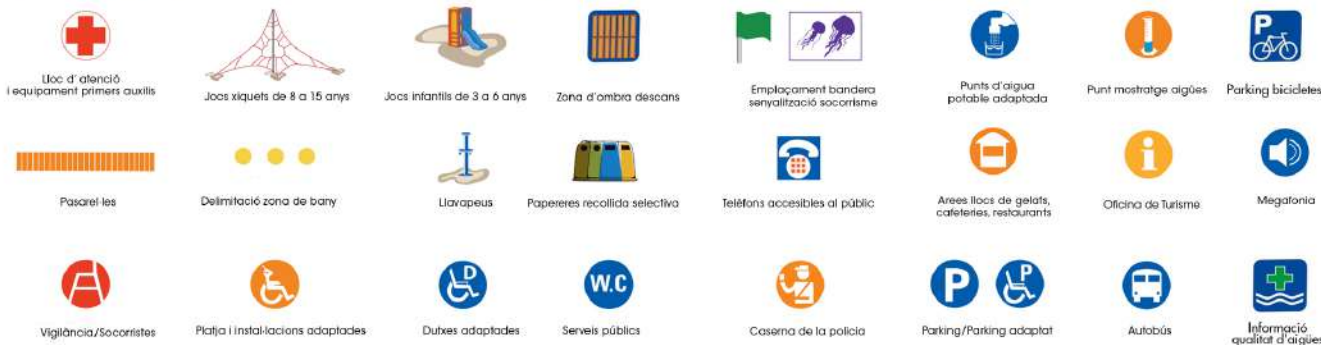 Lloc d' atenció
i equipament primers auxilis
Jocs xiquets de 8 a 15 anys
Jocs infantils de 3 a 6 anys
Zona d'ombra descans
Emplaçament bandera
senyalització socorrisme
Punts d'aigua
potable adaptada
Punt mostratge aigües
P
Parking bicicletes
Pasarel·les
Delimitació zona de bany
Llavapeus
Papereres recollida selectiva
Telèfons accesibles al públic
Arees llocs de gelats,
cafeteries, restaurants
i
Oficina de Turisme
Megafonia
Vigilància/Socorristes
Platja i instal·lacions adaptades
D
Dutxes adaptades
W.C
Serveis públics
Caserna de la policia
P
P
Parking/Parking adaptat
Autobús
Informació
qualitat d'aigües